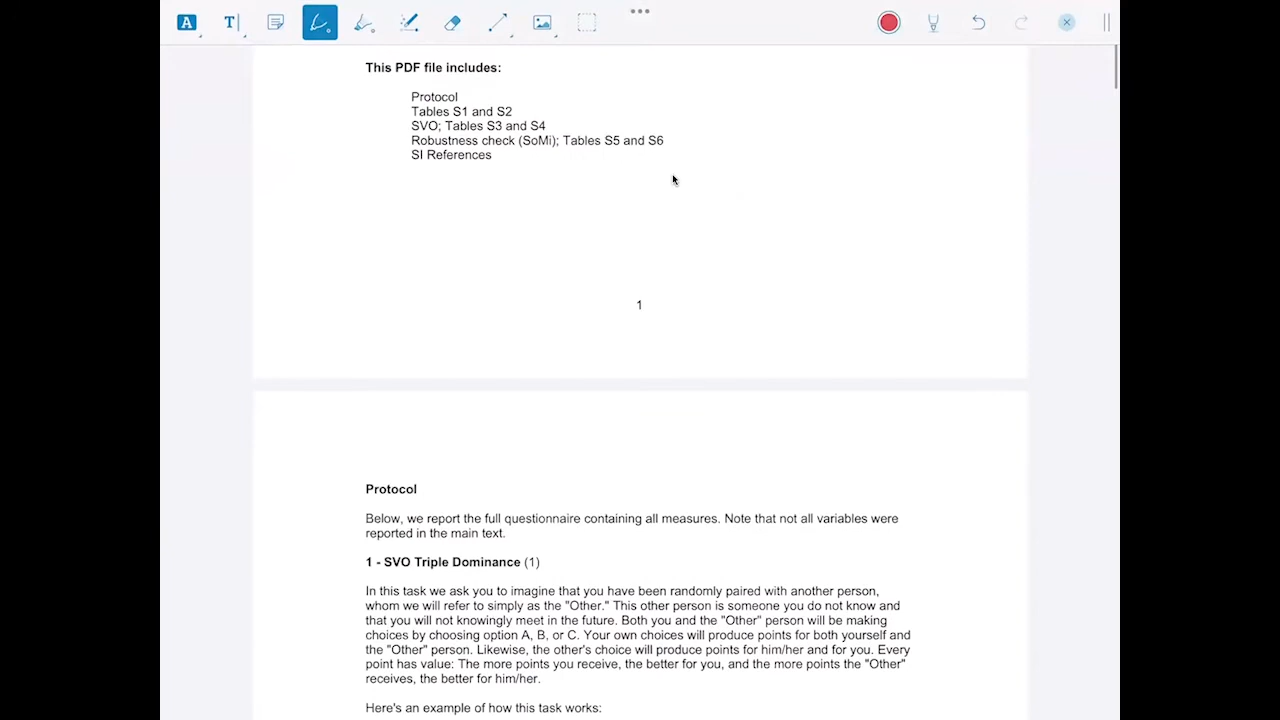 A
T
This PDF file includes:
Protocol
Tables S1 and S2
SVO; Tables S3 and S4
Robustness check (SoMi); Tables S5 and S6
SI References
1
Protocol
Below, we report the full questionnaire containing all measures. Note that not all variables were
reported in the main text.
1 - SVO Triple Dominance (1)
In this task we ask you to imagine that you have been randomly paired with another person,
whom we will refer to simply as the "Other." This other person is someone you do not know and
that you will not knowingly meet in the future. Both you and the "Other" person will be making
choices by choosing option A, B, or C. Your own choices will produce points for both yourself and
the "Other" person. Likewise, the other's choice will produce points for him/her and for you. Every
point has value: The more points you receive, the better for you, and the more points the "Other"
receives, the better for him/her.
Here's an example of how this task works: